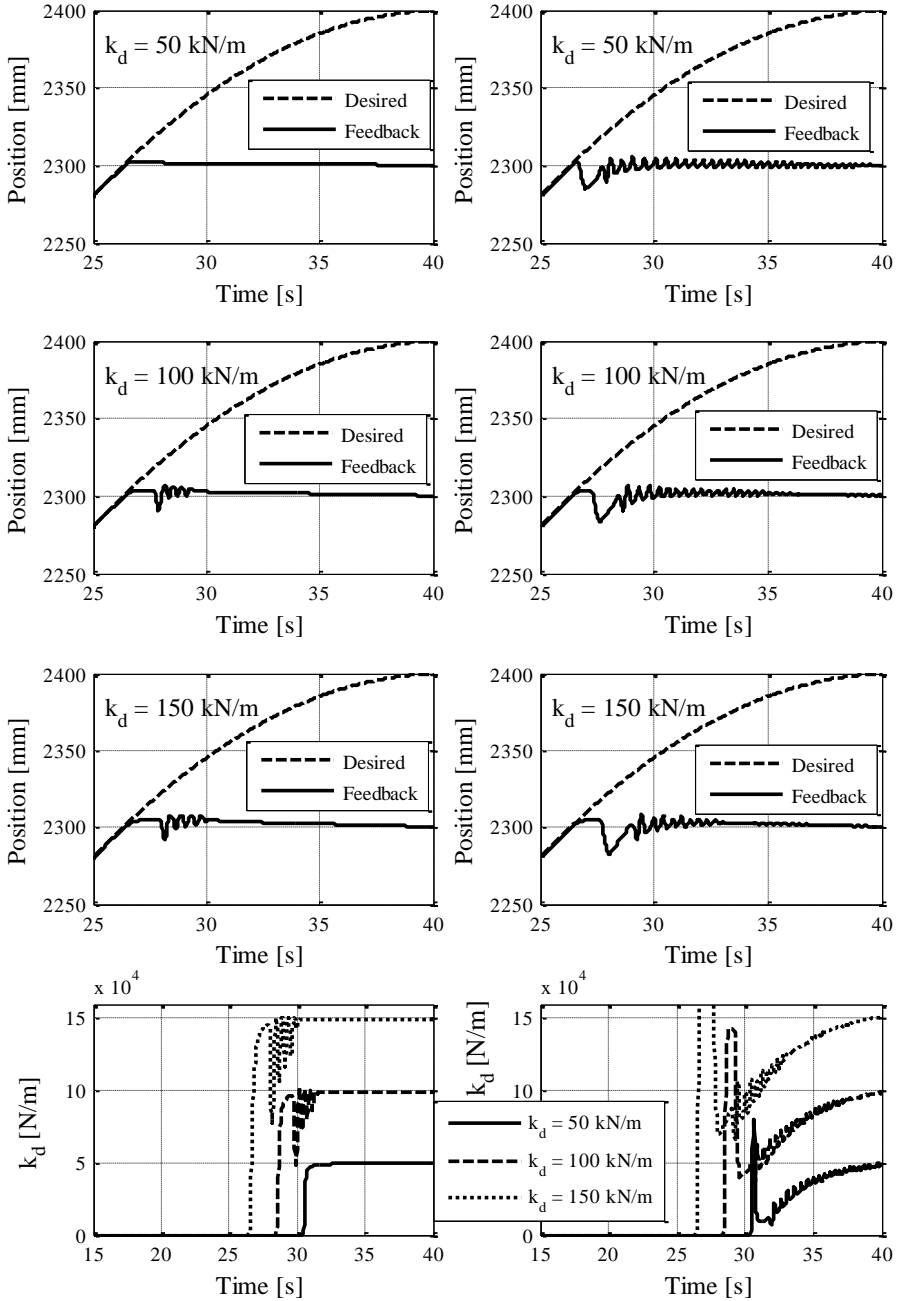 2400
2350
2300
2250
Position [mm]
k_d = 50 kN/m
Desired
Feedback
25 30 35 40
Time [s]
2400
2350
2300
2250
Position [mm]
k_d = 50 kN/m
Desired
Feedback
25 30 35 40
Time [s]
2400
2350
2300
2250
Position [mm]
k_d = 100 kN/m
Desired
Feedback
25 30 35 40
Time [s]
2400
2350
2300
2250
Position [mm]
k_d = 100 kN/m
Desired
Feedback
25 30 35 40
Time [s]
2400
2350
2300
2250
Position [mm]
k_d = 150 kN/m
Desired
Feedback
25 30 35 40
Time [s]
2400
2350
2300
2250
Position [mm]
k_d = 150 kN/m
Desired
Feedback
25 30 35 40
Time [s]
x 10^4
15
10
5
0
k_d [N/m]
15 20 25 30 35 40
Time [s]
x 10^4
15
10
k_d [N/m]
k_d = 50 kN/m
k_d = 100 kN/m
k_d = 150 kN/m
15 20 25 30 35 40
Time [s]